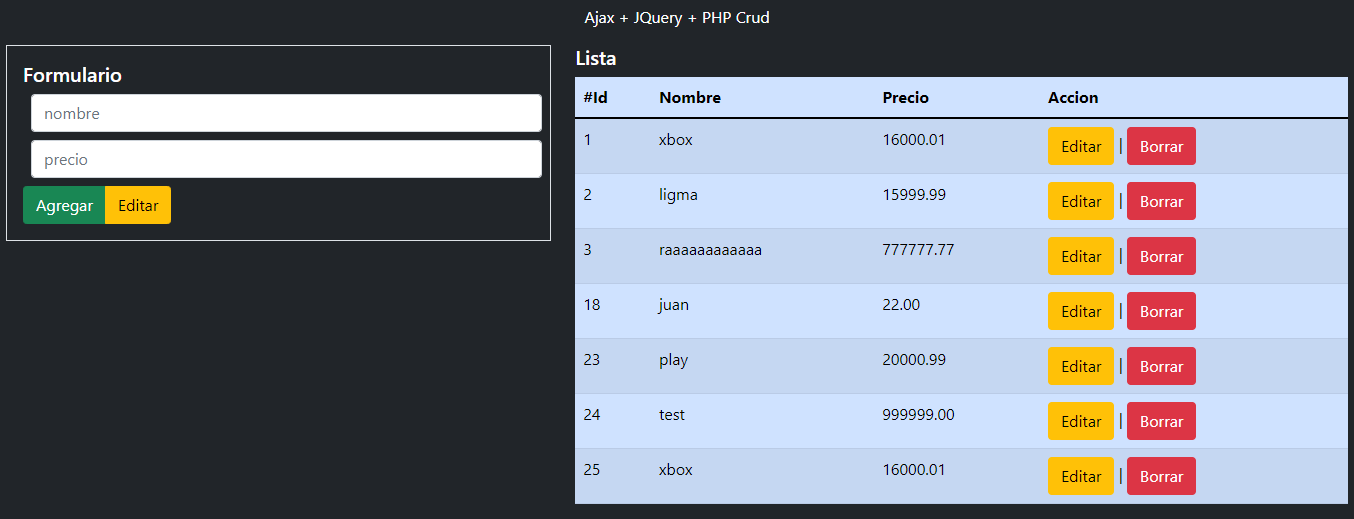 Ajax + JQuery + PHP Crud
Formulario
nombre
precio
Agregar Editar
Lista
#Id Nombre Precio Accion
1 xbox 16000.01 Editar | Borrar
2 ligma 15999.99 Editar | Borrar
3 raaaaaaaaaaaa 777777.77 Editar | Borrar
18 juan 22.00 Editar | Borrar
23 play 20000.99 Editar | Borrar
24 test 999999.00 Editar | Borrar
25 xbox 16000.01 Editar | Borrar